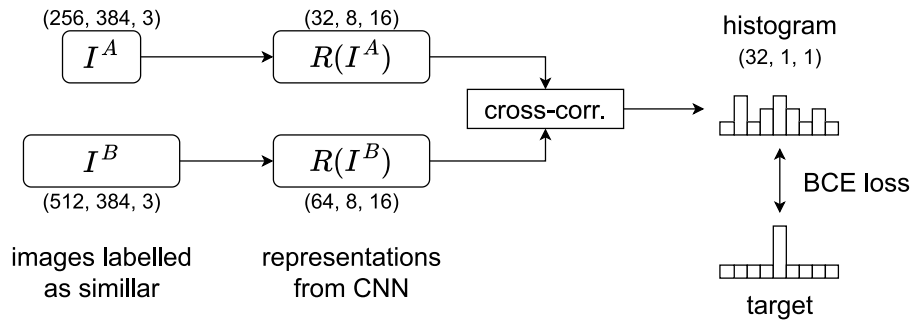 (256, 384, 3)
I^A
(32, 8, 16)
R(I^A)
histogram
(32, 1, 1)
cross-corr.
I^B
(512, 384, 3)
R(I^B)
(64, 8, 16)
BCE loss
images labelled
as simillar
representations
from CNN
target